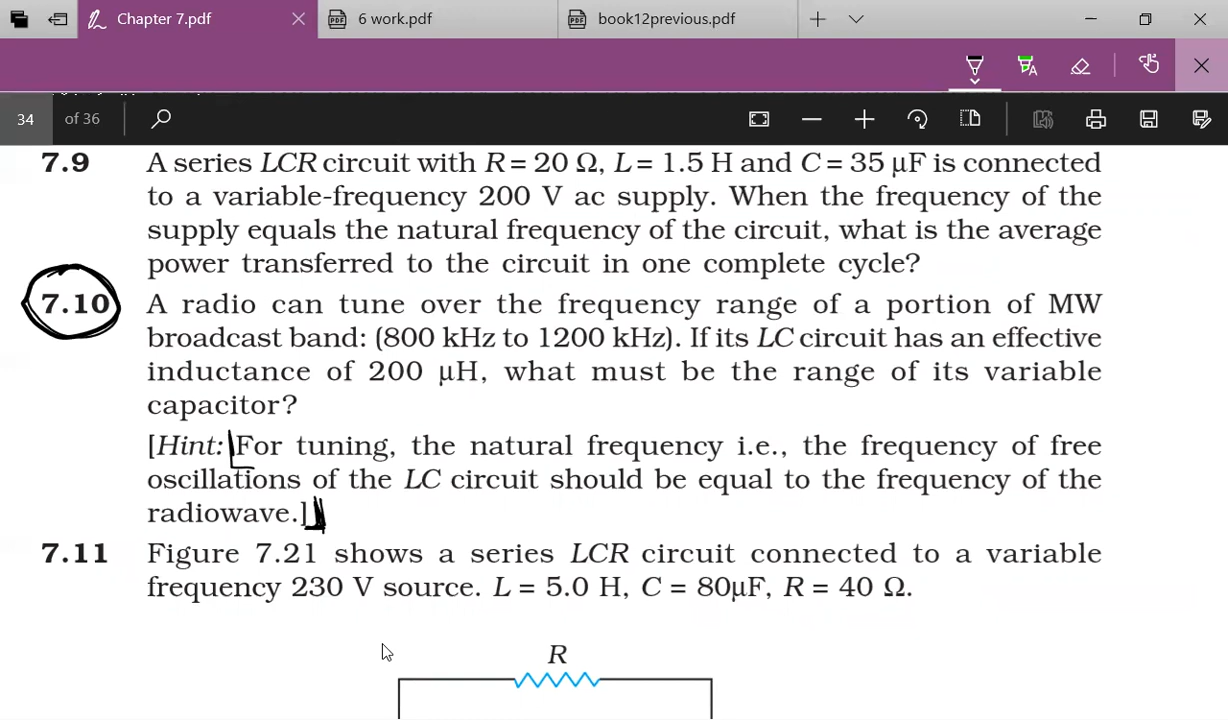 Chapter 7.pdf
6 work.pdf
book12previous.pdf
34 of 36
7.9 A series LCR circuit with R = 20 Ω, L = 1.5 H and C = 35 μF is connected
to a variable-frequency 200 V ac supply. When the frequency of the
supply equals the natural frequency of the circuit, what is the average
power transferred to the circuit in one complete cycle?
7.10 A radio can tune over the frequency range of a portion of MW
broadcast band: (800 kHz to 1200 kHz). If its LC circuit has an effective
inductance of 200 μH, what must be the range of its variable
capacitor?
[Hint: For tuning, the natural frequency i.e., the frequency of free
oscillations of the LC circuit should be equal to the frequency of the
radiowave.]
7.11 Figure 7.21 shows a series LCR circuit connected to a variable
frequency 230 V source. L = 5.0 H, C = 80μF, R = 40 Ω.
R